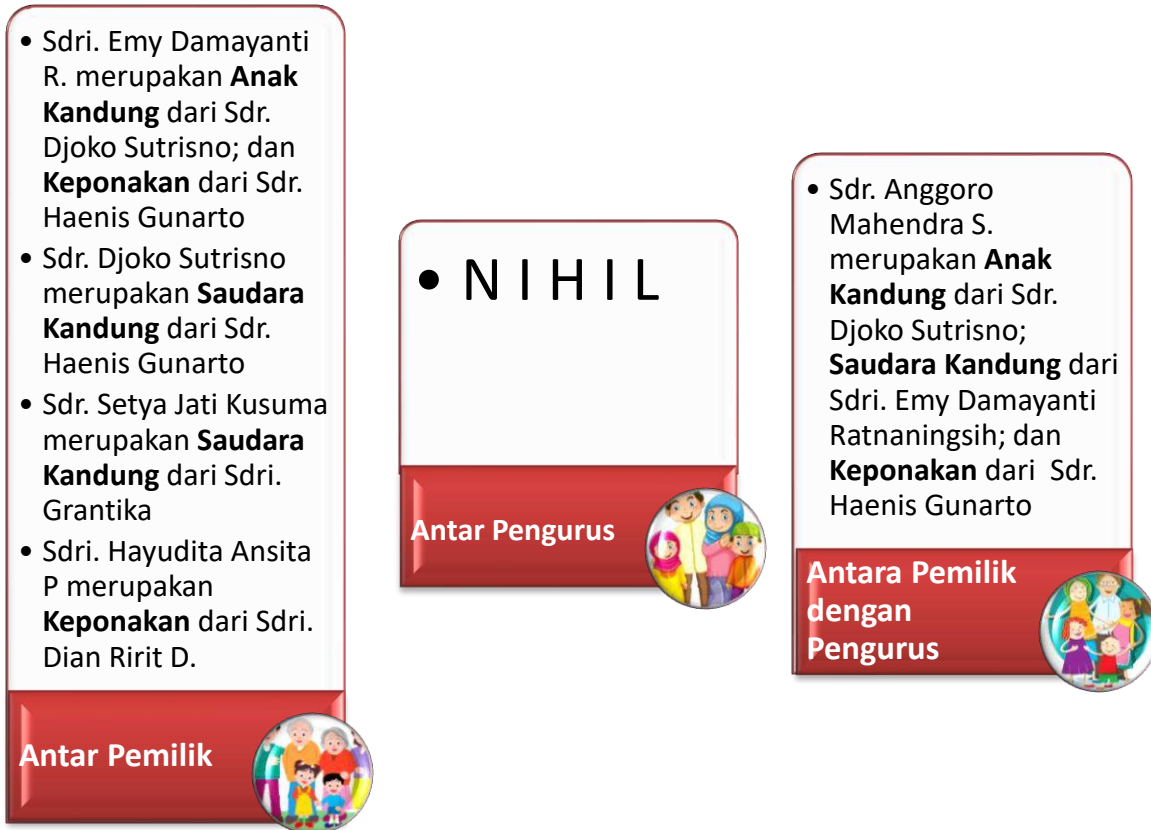 • Sdri. Emy Damayanti
R. merupakan Anak
Kandung dari Sdr.
Djoko Sutrisno; dan
Keponakan dari Sdr.
Haenis Gunarto
• Sdr. Djoko Sutrisno
merupakan Saudara
Kandung dari Sdr.
Haenis Gunarto
• Sdr. Setya Jati Kusuma
merupakan Saudara
Kandung dari Sdri.
Grantika
• Sdri. Hayudita Ansita
P merupakan
Keponakan dari Sdri.
Dian Ririt D.
Antar Pemilik
• N I H I L
Antar Pengurus
• Sdr. Anggoro
Mahendra S.
merupakan Anak
Kandung dari Sdr.
Djoko Sutrisno;
Saudara Kandung dari
Sdri. Emy Damayanti
Ratnaningsih; dan
Keponakan dari Sdr.
Haenis Gunarto
Antara Pemilik
dengan
Pengurus